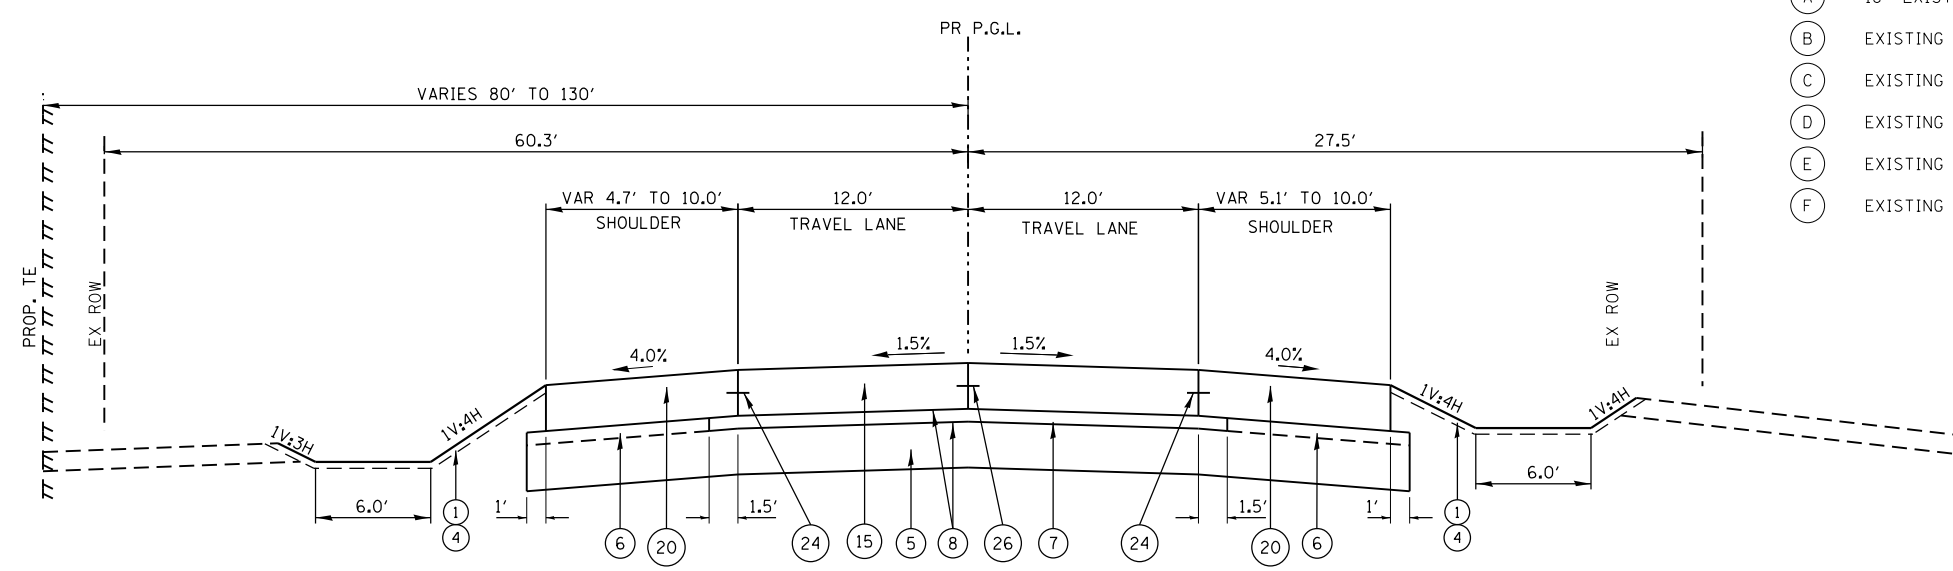 PR P.G.L.
VARIES 80' TO 130'
60.3'
27.5'
VAR 4.7' TO 10.0'
SHOULDER
12.0'
TRAVEL LANE
12.0'
TRAVEL LANE
VAR 5.1' TO 10.0'
SHOULDER
PROP. TE
EX ROW
EX ROW
4.0%
1.5%
1.5%
4.0%
1V:3H
1V:4H
1V:4H
1V:4H
6.0'
1'
1.5'
1.5'
1'
6.0'
1
4
6
20
24
15
5
8
26
7
24
20
6
1
4
B EXISTING
C EXISTING
D EXISTING
E EXISTING
F EXISTING